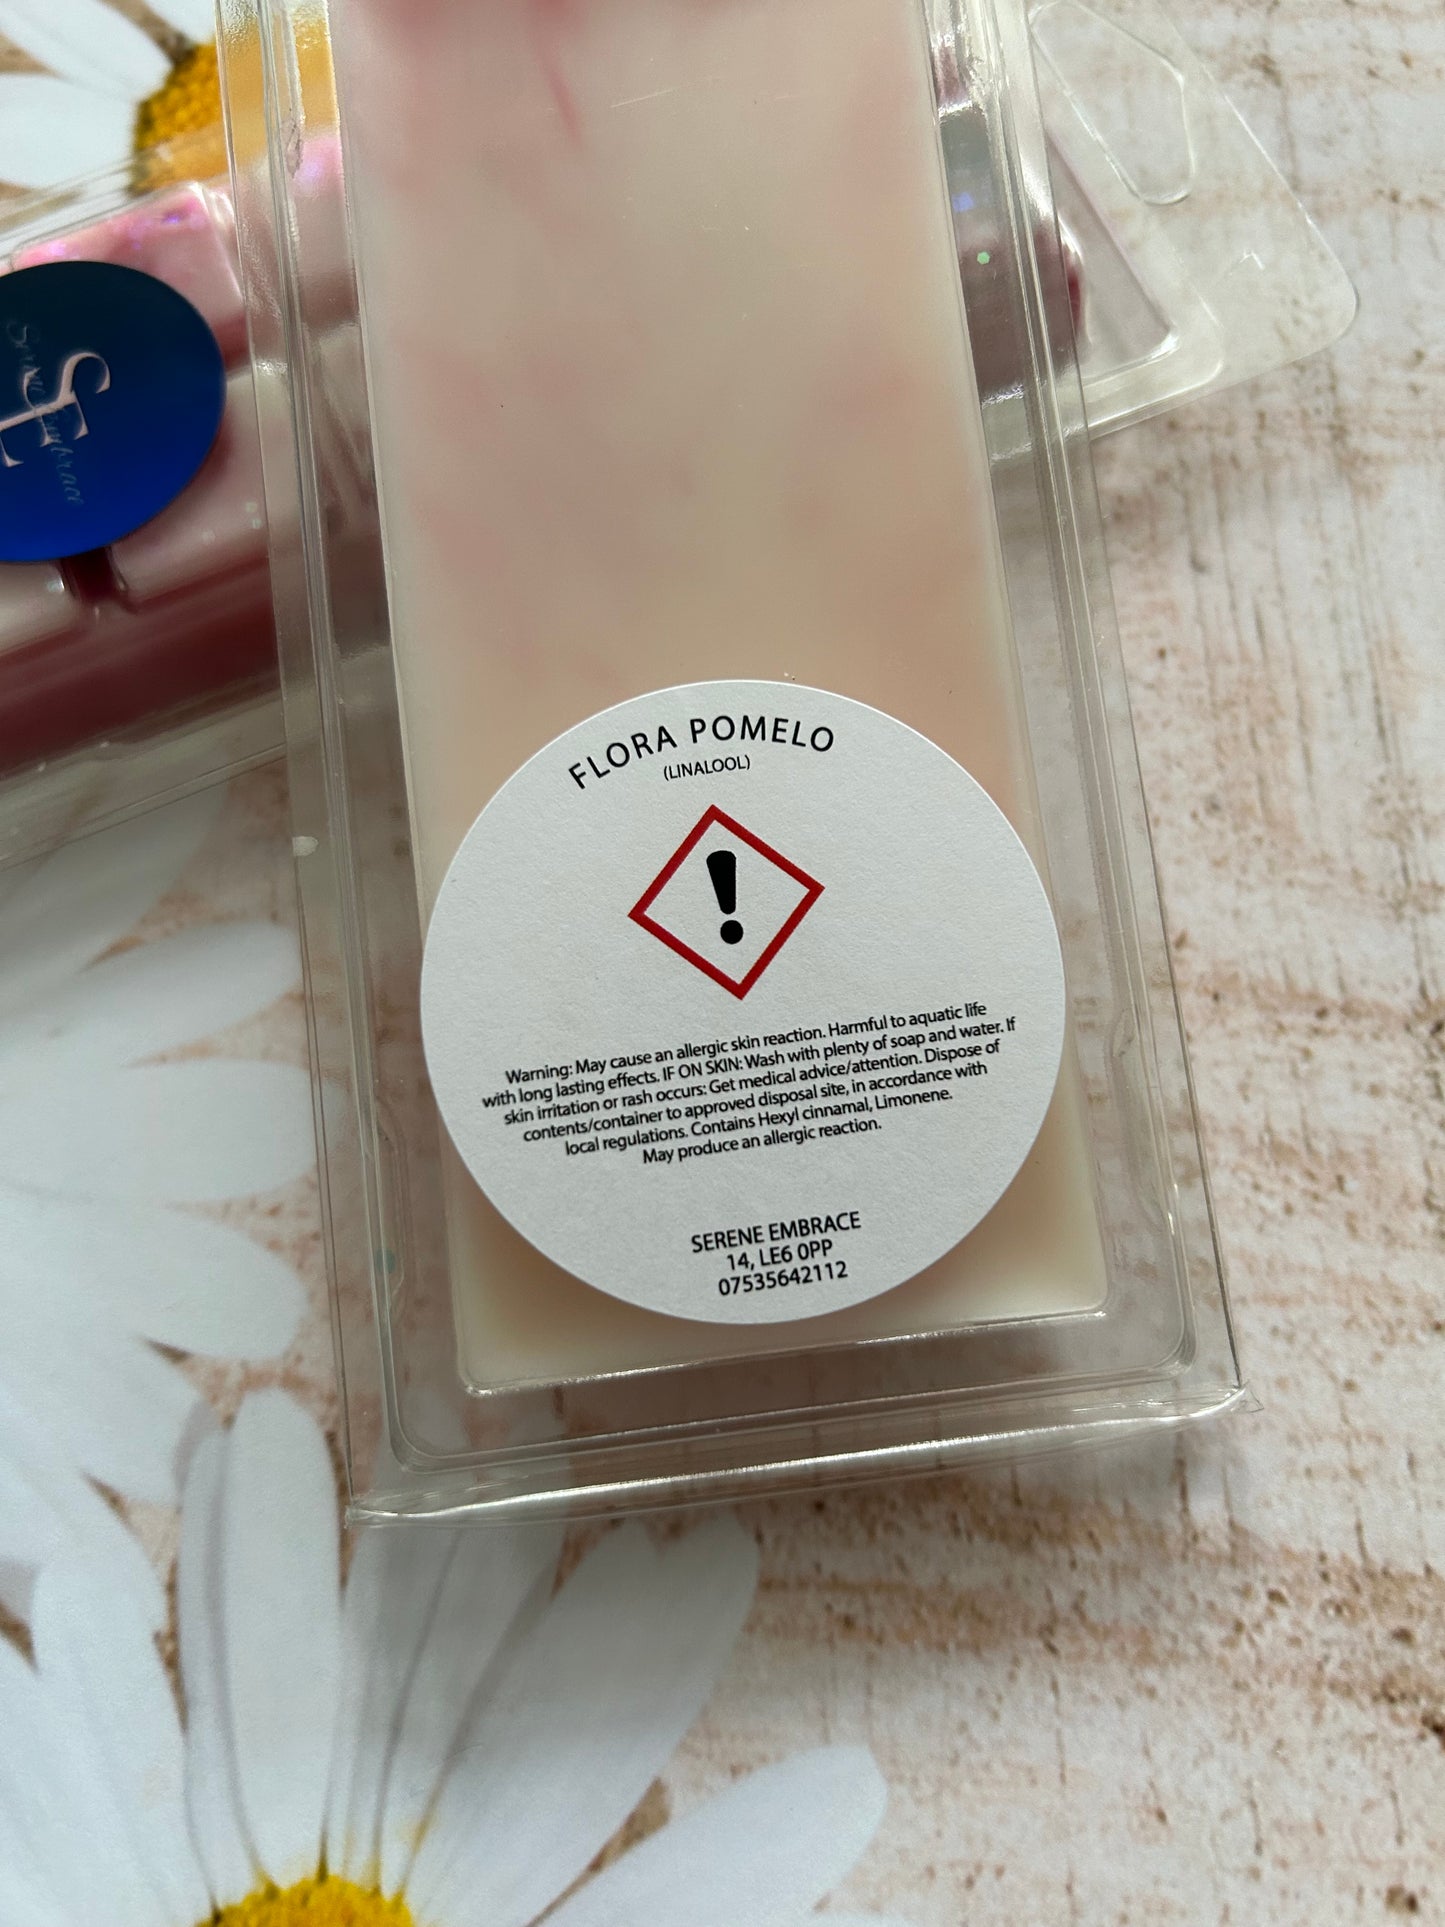 SE
Serene Embrace
FLORA POMELO
(LINALOOL)
Warning: May cause an allergic skin reaction. Harmful to aquatic life
with long lasting effects. IF ON SKIN: Wash with plenty of soap and water. If
skin irritation or rash occurs: Get medical advice/attention. Dispose of
contents/container to approved disposal site, in accordance with
local regulations. Contains Hexyl cinnamal, Limonene.
May produce an allergic reaction.
SERENE EMBRACE
14, LE6 0PP
07535642112